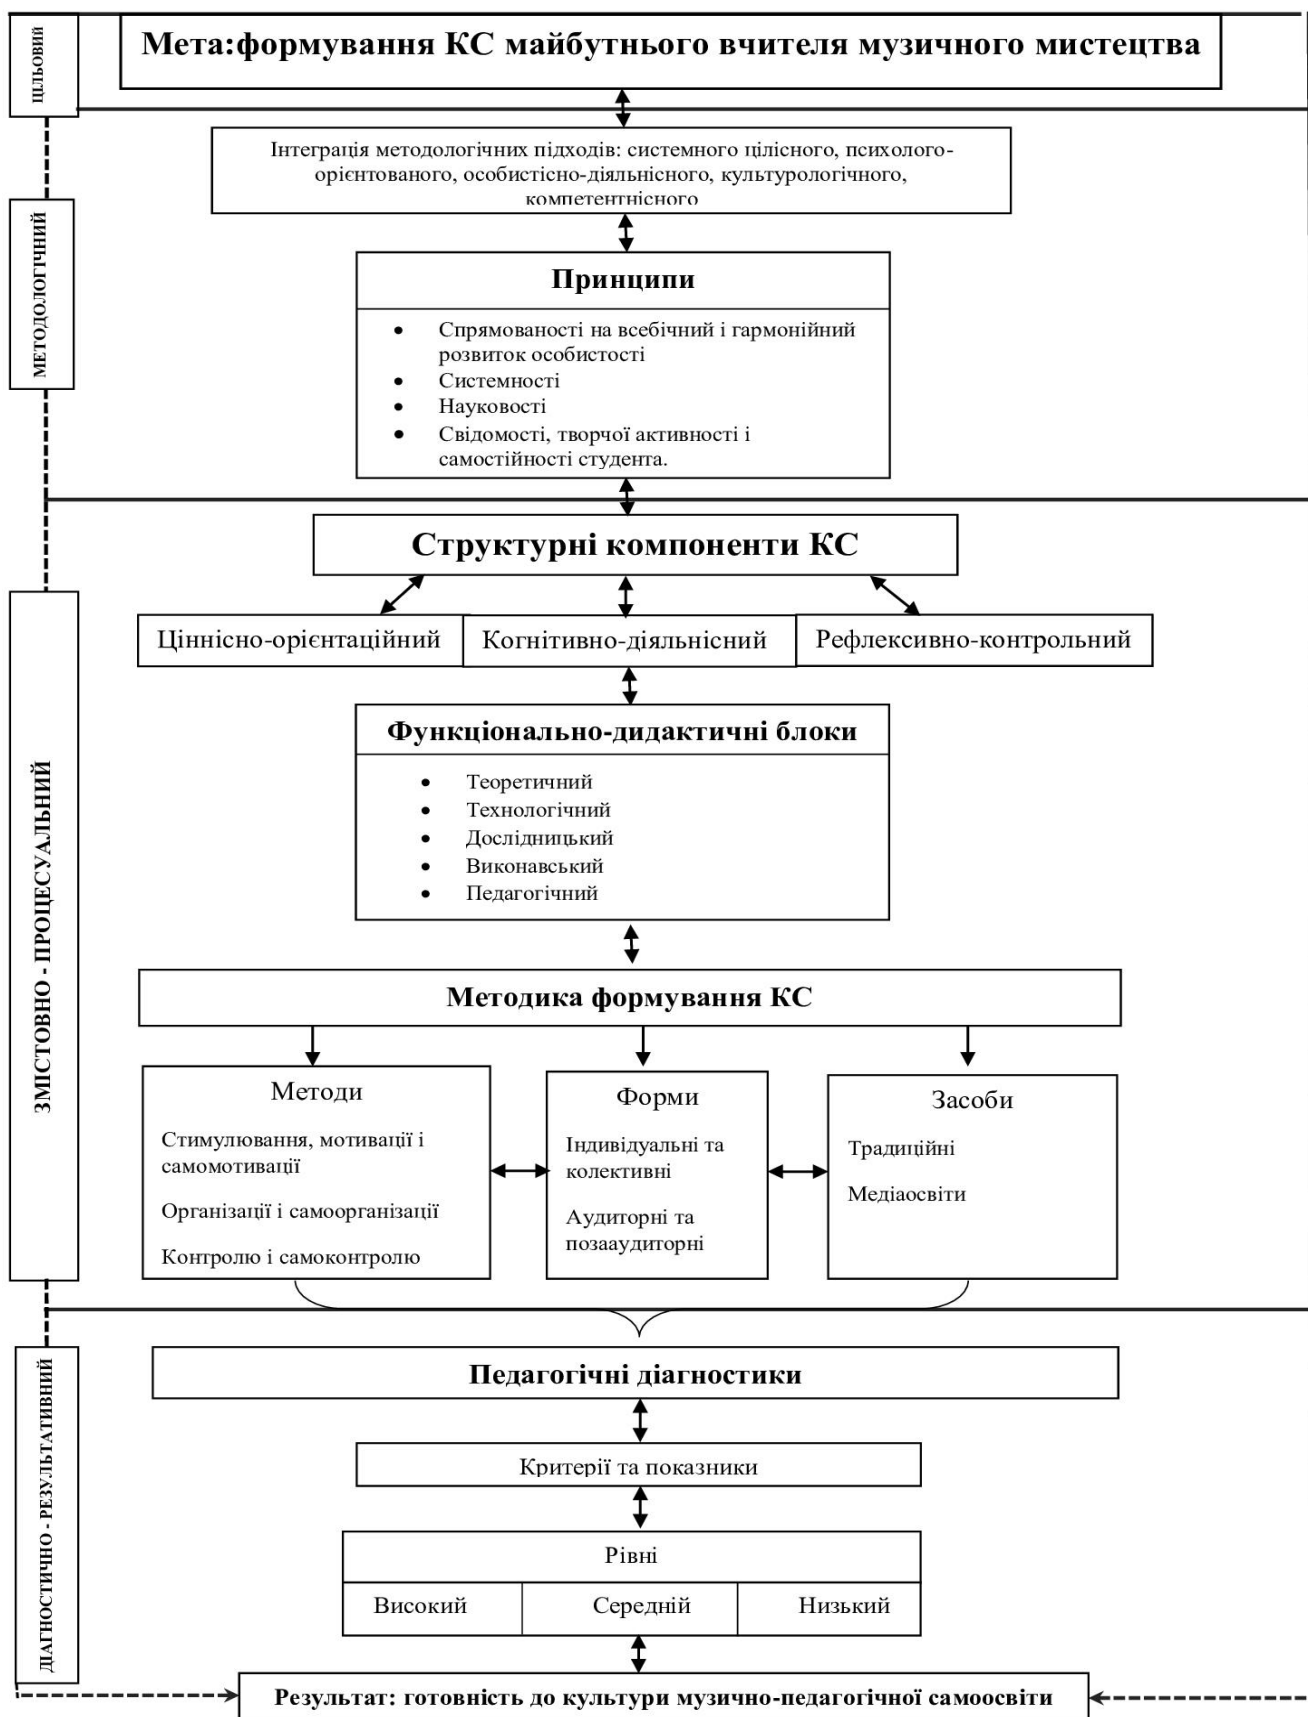 ЦІЛЬОВИЙ
Мета:формування КС майбутнього вчителя музичного мистецтва
МЕТОДОЛОГІЧНИЙ
Інтеграція методологічних підходів: системного цілісного, психолого-
орієнтованого, особистісно-діяльнісного, культурологічного,
компетентнісного
Принципи
• Спрямованості на всебічний і гармонійний
розвиток особистості
• Системності
• Науковості
• Свідомості, творчої активності і
самостійності студента.
ЗМІСТОВНО - ПРОЦЕСУАЛЬНИЙ
Структурні компоненти КС
Ціннісно-орієнтаційний
Когнітивно-діяльнісний
Рефлексивно-контрольний
Функціонально-дидактичні блоки
• Теоретичний
• Технологічний
• Дослідницький
• Виконавський
• Педагогічний
Методика формування КС
Методи
Стимулювання, мотивації і
самомотивації
Організації і самоорганізації
Контролю і самоконтролю
Форми
Індивідуальні та
колективні
Аудиторні та
позааудиторні
Засоби
Традиційні
Медіаосвіти
ДІАГНОСТИЧНО - РЕЗУЛЬТАТИВНИЙ
Педагогічні діагностики
Критерії та показники
Рівні
Високий
Середній
Низький
Результат: готовність до культури музично-педагогічної самоосвіти